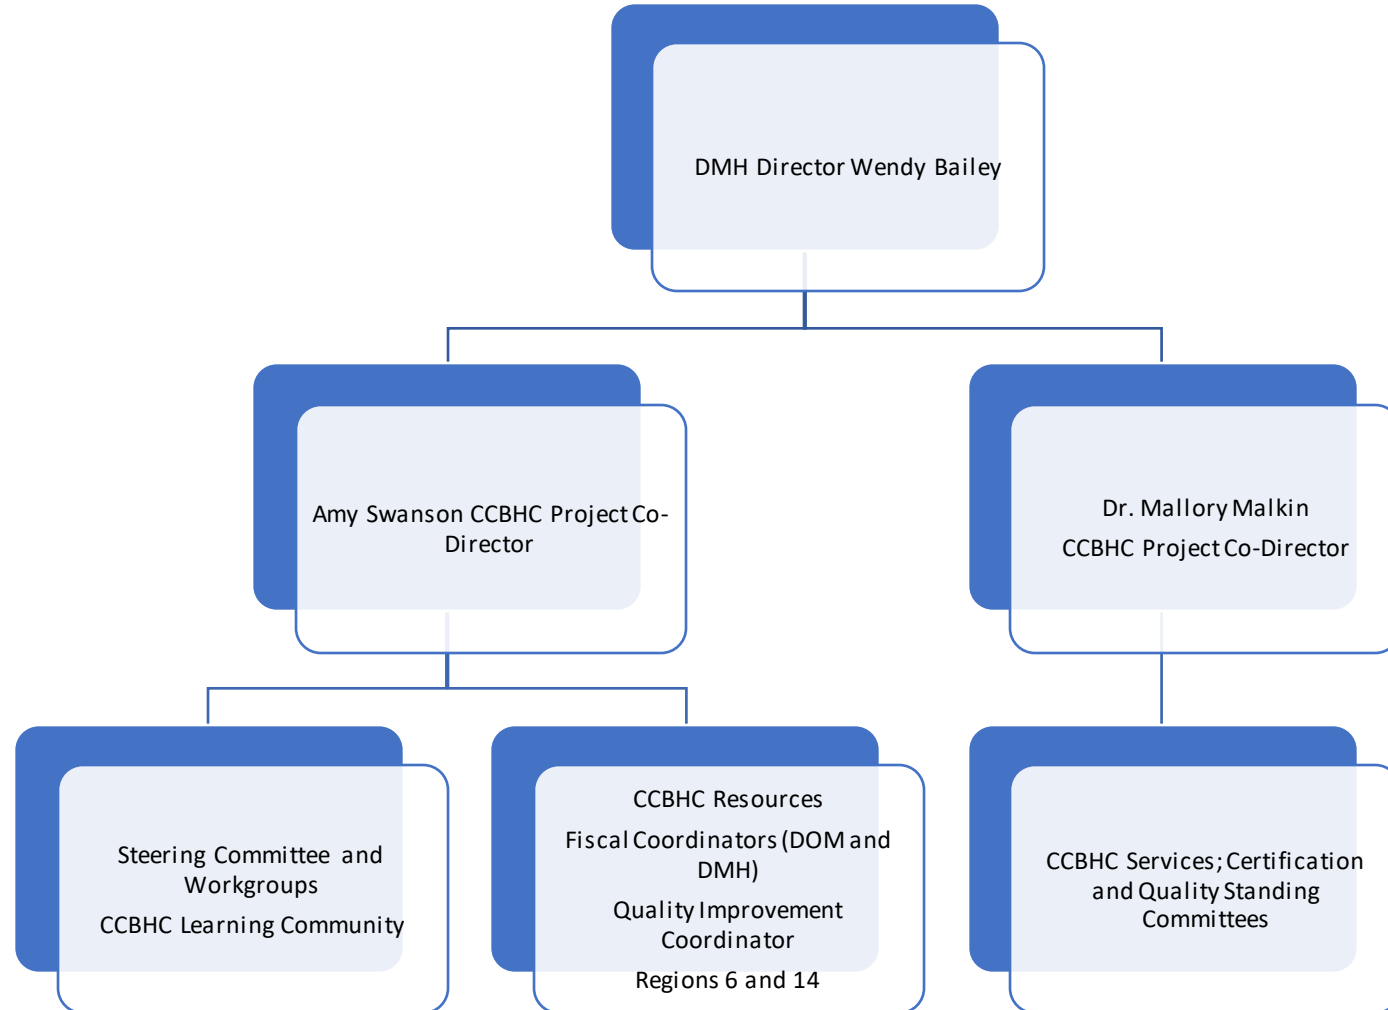 DMH Director Wendy Bailey
Amy Swanson CCBHC Project Co-
Director
Dr. Mallory Malkin
CCBHC Project Co-Director
Steering Committee and
Workgroups
CCBHC Learning Community
CCBHC Resources
Fiscal Coordinators (DOM and
DMH)
Quality Improvement
Coordinator
Regions 6 and 14
CCBHC Services; Certification
and Quality Standing
Committees